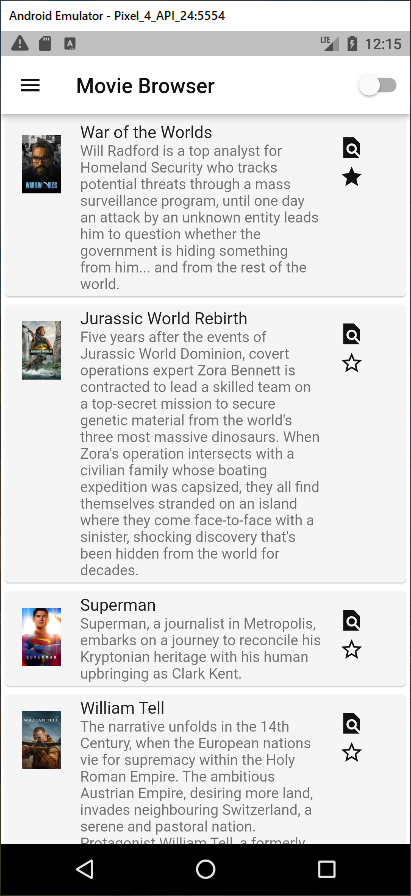 Android Emulator - Pixel_4_API_24:5554
A LTE 12:15
Movie Browser
War of the Worlds
Will Radford is a top analyst for
Homeland Security who tracks
potential threats through a mass
surveillance program, until one day
an attack by an unknown entity leads
him to question whether the
government is hiding something
from him... and from the rest of the
world.
Jurassic World Rebirth
Five years after the events of
Jurassic World Dominion, covert
operations expert Zora Bennett is
contracted to lead a skilled team on
a top-secret mission to secure
genetic material from the world's
three most massive dinosaurs. When
Zora's operation intersects with a
civilian family whose boating
expedition was capsized, they all find
themselves stranded on an island
where they come face-to-face with a
sinister, shocking discovery that's
been hidden from the world for
decades.
Superman
Superman, a journalist in Metropolis,
embarks on a journey to reconcile his
Kryptonian heritage with his human
upbringing as Clark Kent.
SUPERMAN
William Tell
WILLIAM TELL
The narrative unfolds in the 14th
Century, when the European nations
vie for supremacy within the Holy
Roman Empire. The ambitious
Austrian Empire, desiring more land,
invades neighbouring Switzerland, a
serene and pastoral nation.
Protagonist William Tell, a formerly